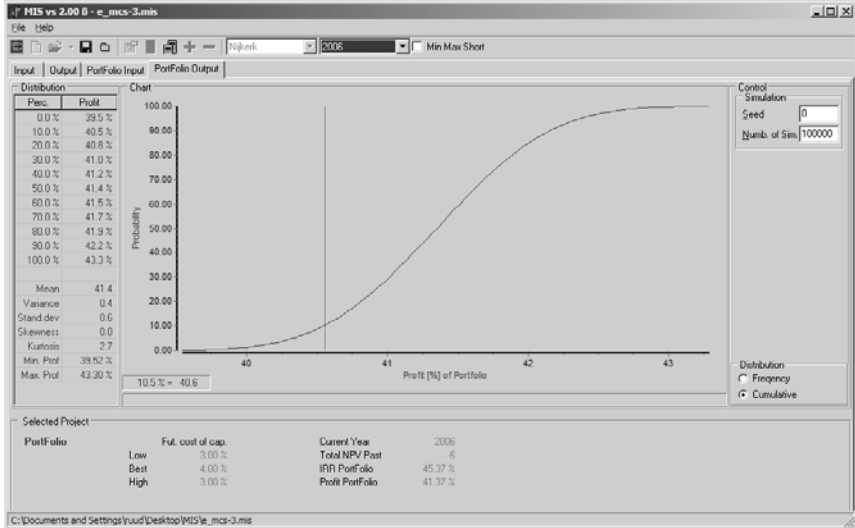 MIS vs 2.00 B - e_mcs-3.mis
File Help
Nijkerk 2006 Min Max Short
Input Output PortFolio Input PortFolio Output
Distribution
Perc. Profit
0.0 % 39.5 %
10.0 % 40.5 %
20.0 % 40.8 %
30.0 % 41.0 %
40.0 % 41.2 %
50.0 % 41.4 %
60.0 % 41.5 %
70.0 % 41.7 %
80.0 % 41.9 %
90.0 % 42.2 %
100.0 % 43.3 %
Mean 41.4
Variance 0.4
Stand.dev 0.6
Skewness 0.0
Kurtosis 2.7
Min. Prof 39.52 %
Max. Prof 43.30 %
Chart
Probability
100.00
90.00
80.00
70.00
60.00
50.00
40.00
30.00
20.00
10.00
0.00
40 41 42 43
Profit [%] of Portfolio
10.5 % = 40.6
Control
Simulation
Seed 0
Numb. of Sim. 100000
Distribution
Freqency
Cumulative
Selected Project
PortFolio Fut. cost of cap. Current Year 2006
Low 3.00 % Total NPV Past 6
Best 4.00 % IRR PortFolio 45.37 %
High 3.00 % Profit PortFolio 41.37 %
C:\Documents and Settings\ruud\Desktop\MIS\e_mcs-3.mis